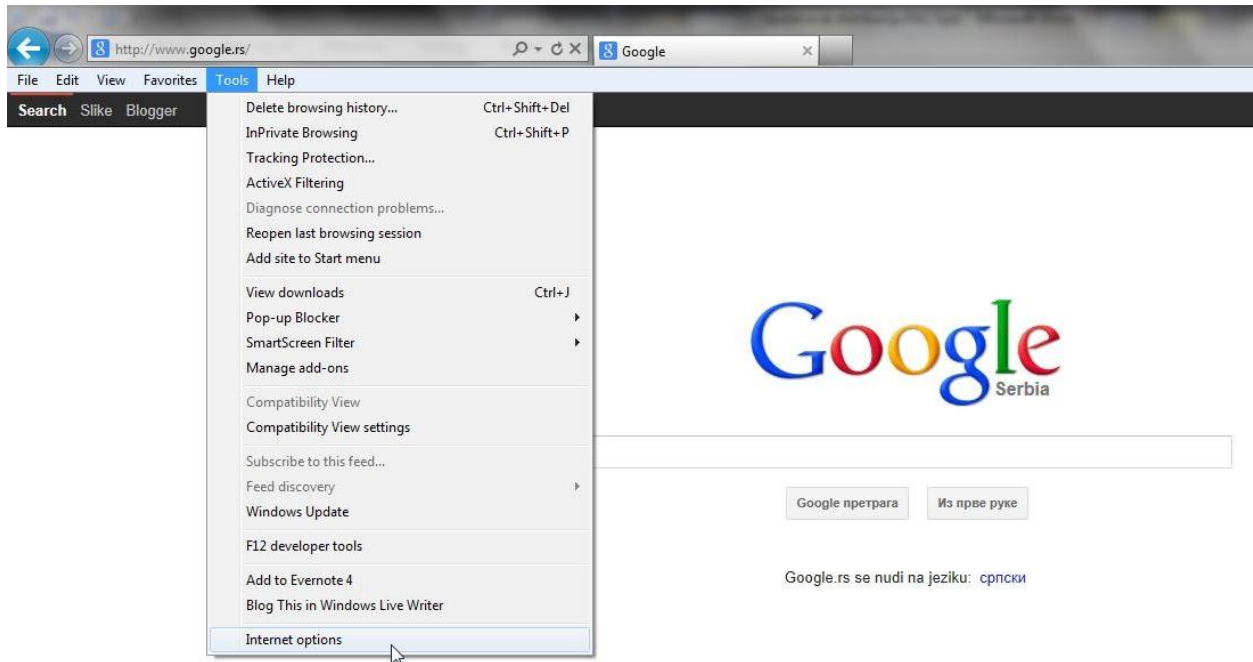 http://www.google.rs/ Google
File Edit View Favorites Tools Help
Search Slike Blogger
Delete browsing history... Ctrl+Shift+Del
InPrivate Browsing Ctrl+Shift+P
Tracking Protection...
ActiveX Filtering
Diagnose connection problems...
Reopen last browsing session
Add site to Start menu
View downloads Ctrl+J
Pop-up Blocker
SmartScreen Filter
Manage add-ons
Compatibility View
Compatibility View settings
Subscribe to this feed...
Feed discovery
Windows Update
F12 developer tools
Add to Evernote 4
Blog This in Windows Live Writer
Internet options
Google
Serbia
Google претрага Из прве руке
Google.rs se nudi na jeziku: српски